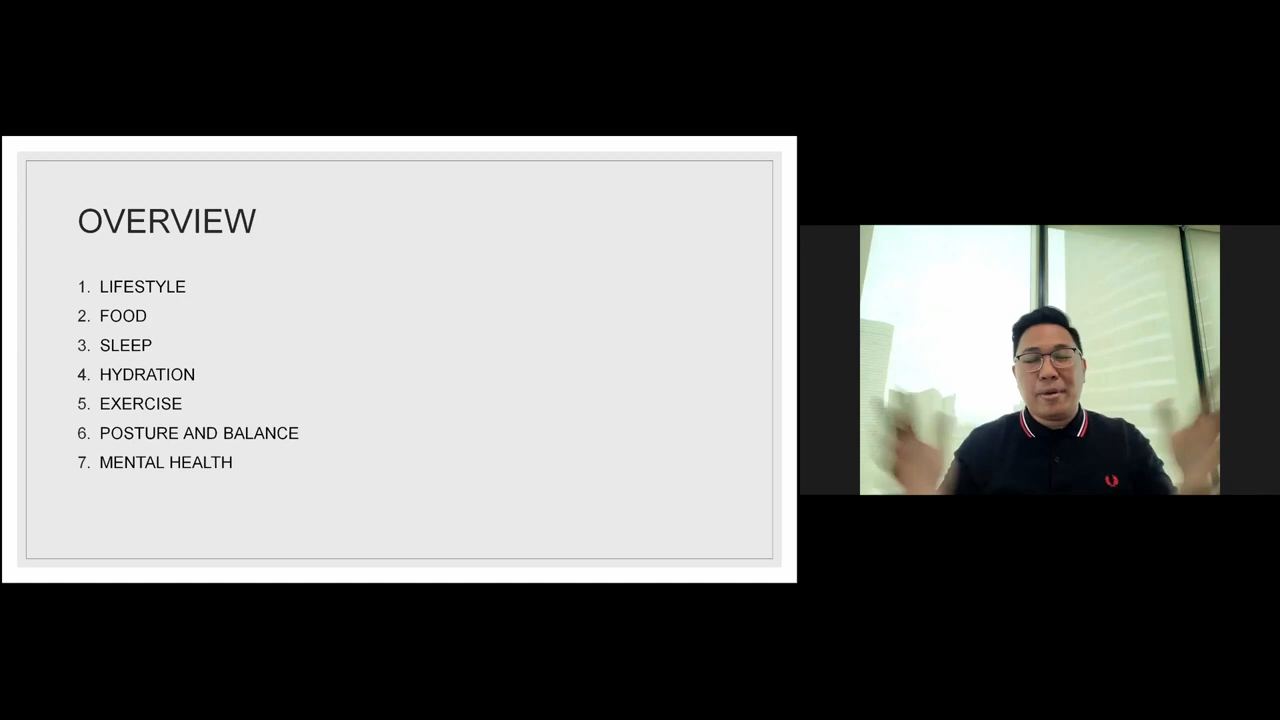 OVERVIEW
1. LIFESTYLE
2. FOOD
3. SLEEP
4. HYDRATION
5. EXERCISE
6. POSTURE AND BALANCE
7. MENTAL HEALTH